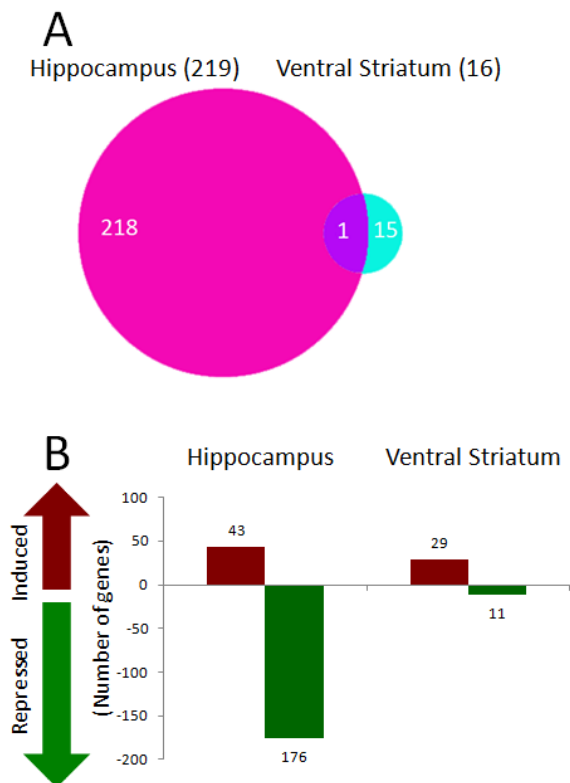 A
Hippocampus (219) Ventral Striatum (16)
218
1
15
B
Hippocampus Ventral Striatum
Induced
Repressed
(Number of genes)
100
50
0
-50
-100
-150
-200
43
176
29
11